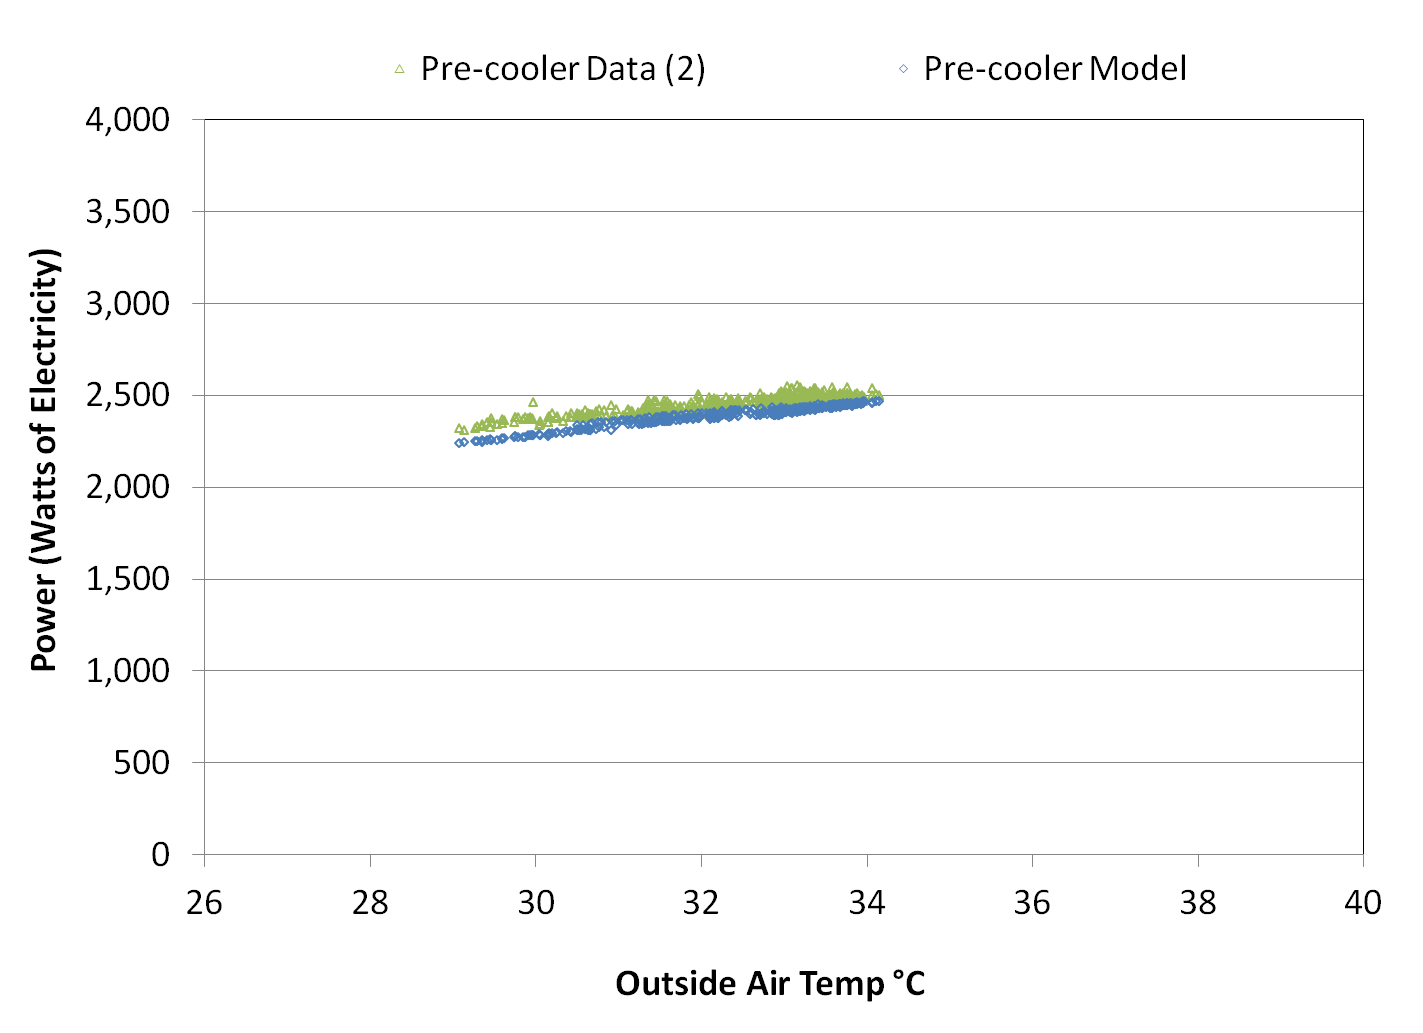 Pre-cooler Data (2) Pre-cooler Model
4,000
3,500
3,000
2,500
2,000
1,500
1,000
500
0
26 28 30 32 34 36 38 40
Power (Watts of Electricity)
Outside Air Temp °C